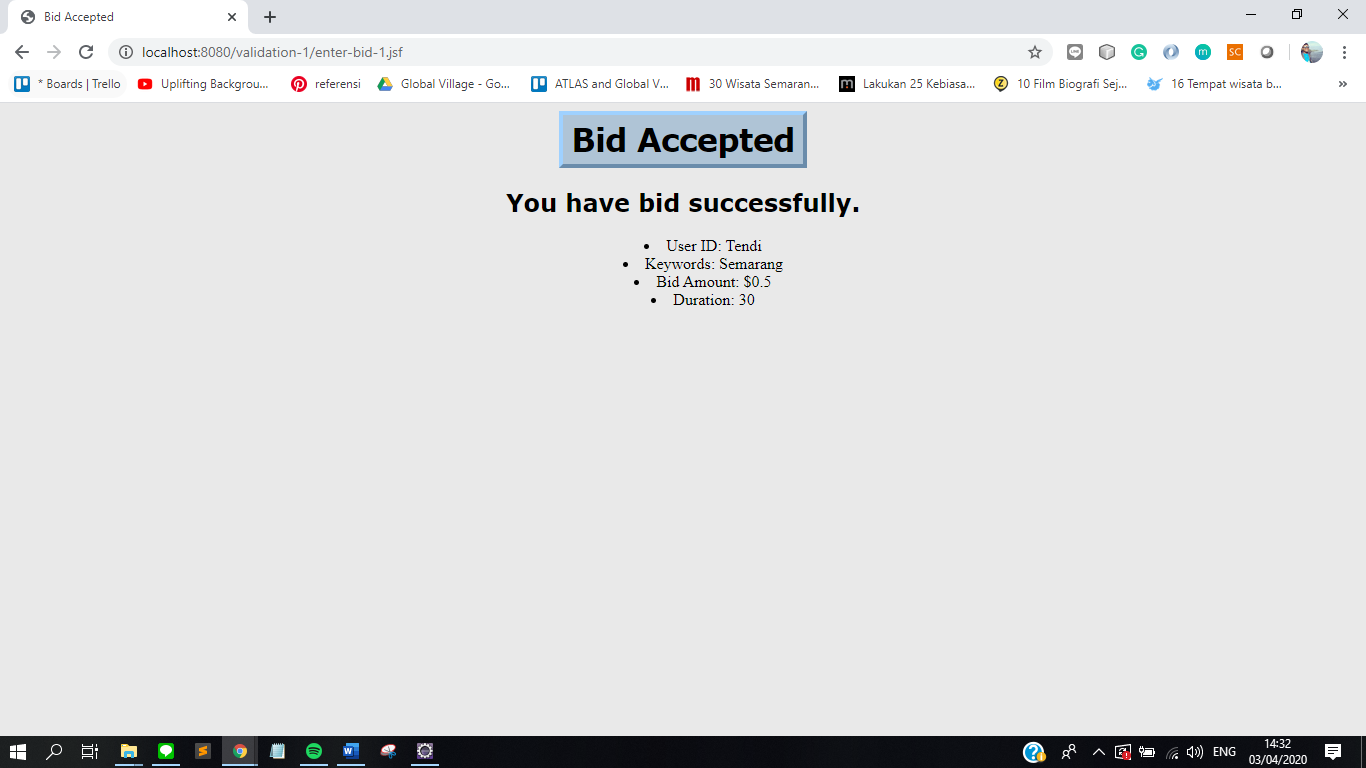 Bid Accepted
localhost:8080/validation-1/enter-bid-1.jsf
* Boards | Trello Uplifting Backgrou... referensi Global Village - Go... ATLAS and Global V... 30 Wisata Semaran... Lakukan 25 Kebiasa... 10 Film Biografi Sej... 16 Tempat wisata b... »
Bid Accepted
You have bid successfully.
• User ID: Tendi
• Keywords: Semarang
• Bid Amount: $0.5
• Duration: 30
ENG 14:32
03/04/2020